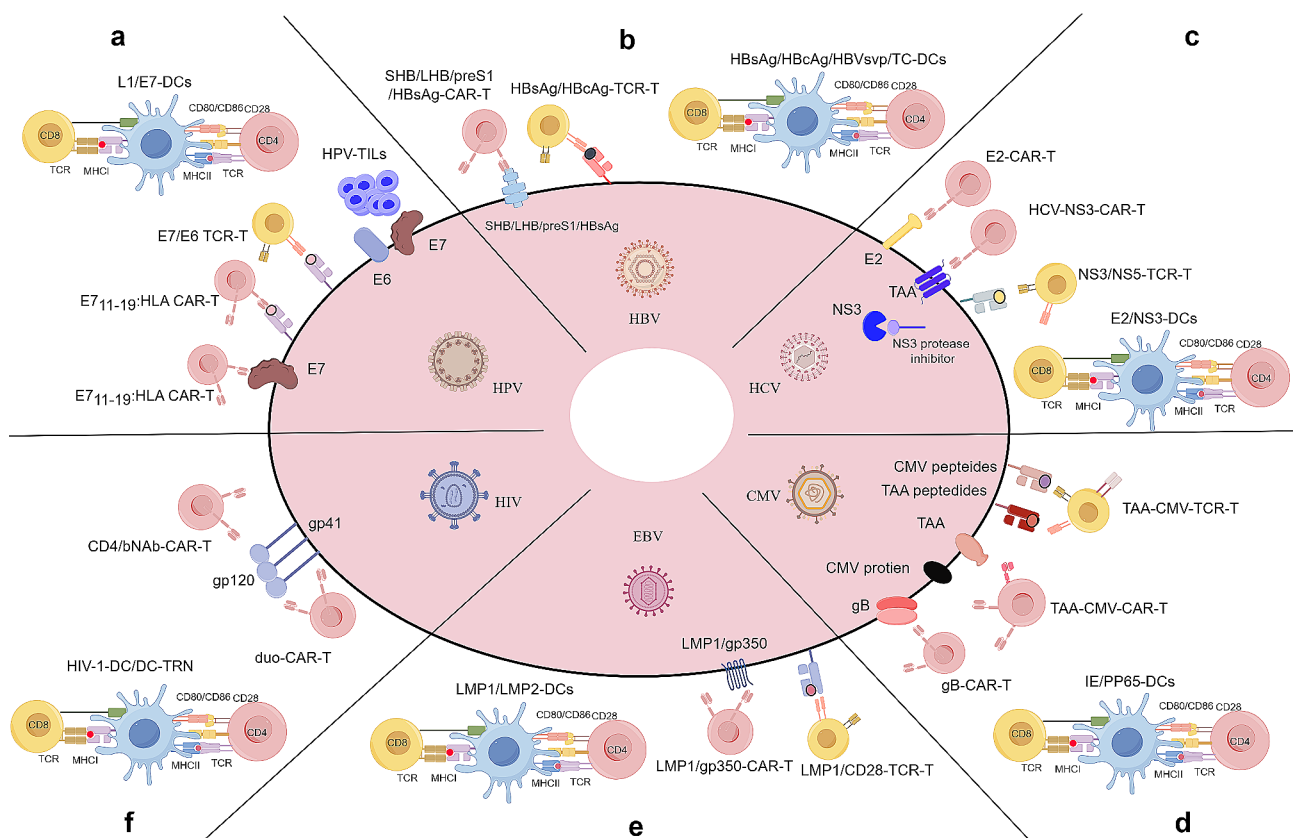 a
L1/E7-DCs
CD80/CD86
CD28
CD8
CD4
TCR
MHCI
MHCII
TCR
HPV-TILs
E7/E6 TCR-T
E6
E7
E7₁₁₋₁₉:HLA CAR-T
E7₁₁₋₁₉:HLA CAR-T
E7
HPV
b
SHB/LHB/preS1
/HBsAg-CAR-T
HBsAg/HBcAg-TCR-T
HBsAg/HBcAg/HBVsvp/TC-DCs
CD80/CD86
CD28
CD8
CD4
TCR
MHCI
MHCII
TCR
SHB/LHB/preS1/HBsAg
HBV
c
E2-CAR-T
HCV-NS3-CAR-T
E2
TAA
NS3/NS5-TCR-T
NS3
NS3 protease
inhibitor
E2/NS3-DCs
CD80/CD86
CD28
CD8
CD4
TCR
MHCI
MHCII
TCR
HCV
CMV pepteides
TAA peptedides
TAA-CMV-TCR-T
TAA
CMV protien
TAA-CMV-CAR-T
gB
gB-CAR-T
CMV
IE/PP65-DCs
CD80/CD86
CD28
CD8
CD4
TCR
MHCI
MHCII
TCR
d
EBV
LMP1/gp350
LMP1/gp350-CAR-T
LMP1/CD28-TCR-T
LMP1/LMP2-DCs
CD80/CD86
CD28
CD8
CD4
TCR
MHCI
MHCII
TCR
e
HIV
gp41
CD4/bNAb-CAR-T
gp120
duo-CAR-T
HIV-1-DC/DC-TRN
CD80/CD86
CD28
CD8
CD4
TCR
MHCI
MHCII
TCR
f